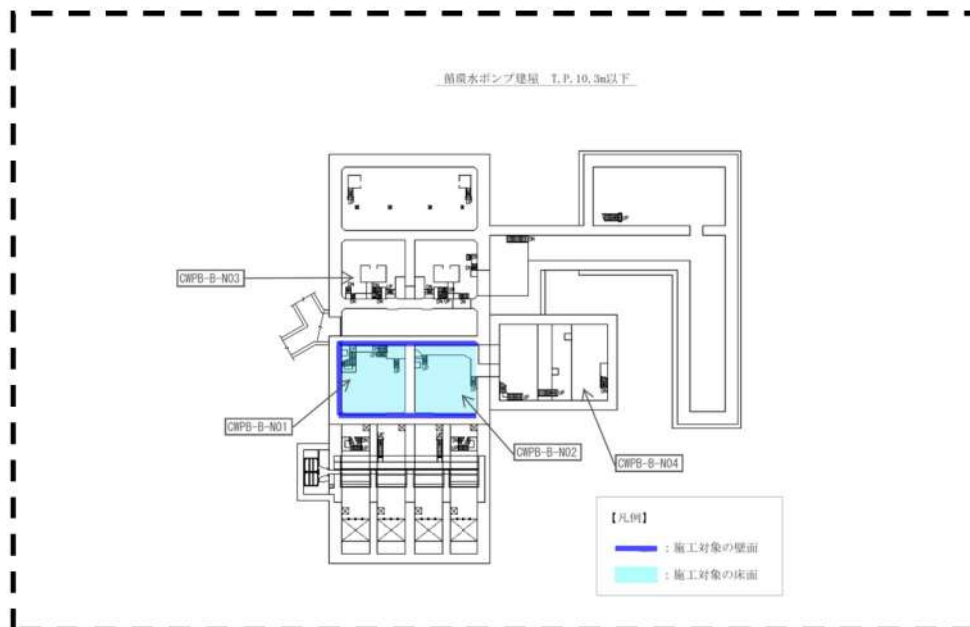 循環水ポンプ建屋 T.P.10.3m以下
CWPB-B-N03
CWPB-B-N01
CWPB-B-N02
CWPB-B-N04
【凡例】
：施工対象の壁面
：施工対象の床面